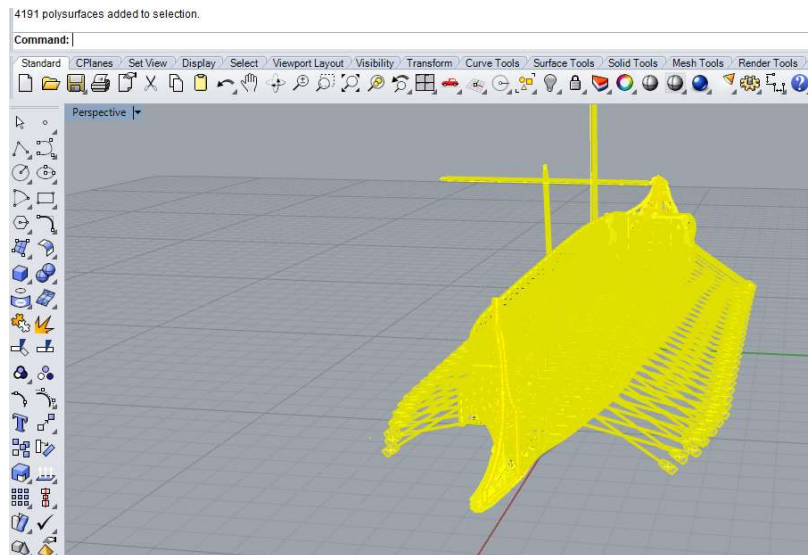 4191 polysurfaces added to selection.
Command:
Standard CPlanes Set View Display Select Viewport Layout Visibility Transform Curve Tools Surface Tools Solid Tools Mesh Tools Render Tools
Perspective